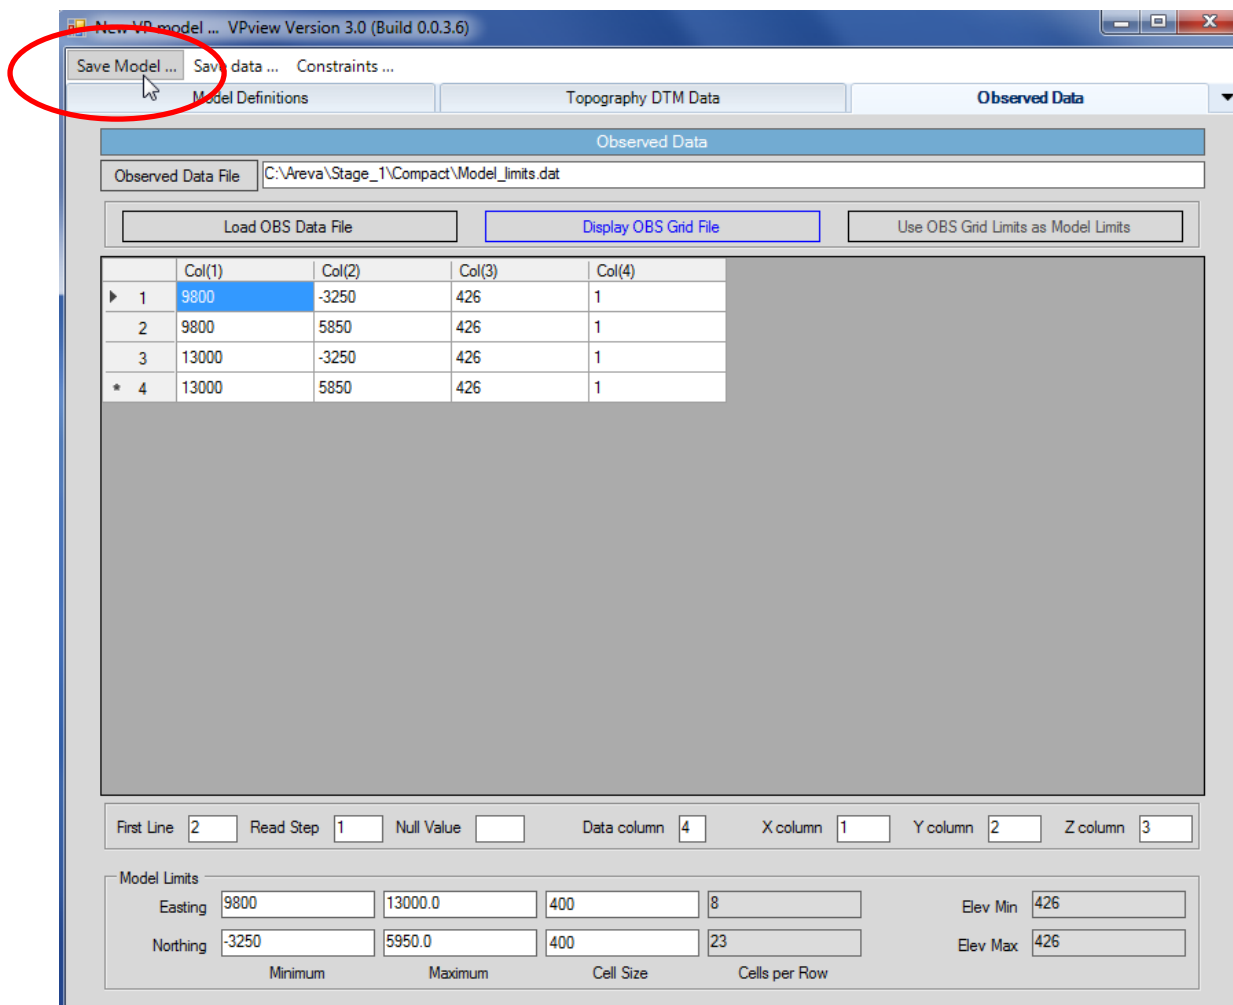 New VP model ... VPview Version 3.0 (Build 0.0.3.6)
Save Model ... Save data ... Constraints ...
Model Definitions Topography DTM Data Observed Data
Observed Data
Observed Data File C:\Areva\Stage_1\Compact\Model_limits.dat
Load OBS Data File Display OBS Grid File Use OBS Grid Limits as Model Limits
Col(1) Col(2) Col(3) Col(4)
1 9800 -3250 426 1
2 9800 5850 426 1
3 13000 -3250 426 1
* 4 13000 5850 426 1
First Line 2 Read Step 1 Null Value Data column 4 X column 1 Y column 2 Z column 3
Model Limits
Easting 9800 13000.0 400 8 Elev Min 426
Northing -3250 5950.0 400 23 Elev Max 426
Minimum Maximum Cell Size Cells per Row